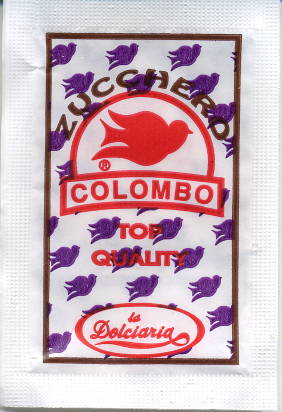 ZUCCHERO
®
COLOMBO
TOP
QUALITY
la
Dolciaria